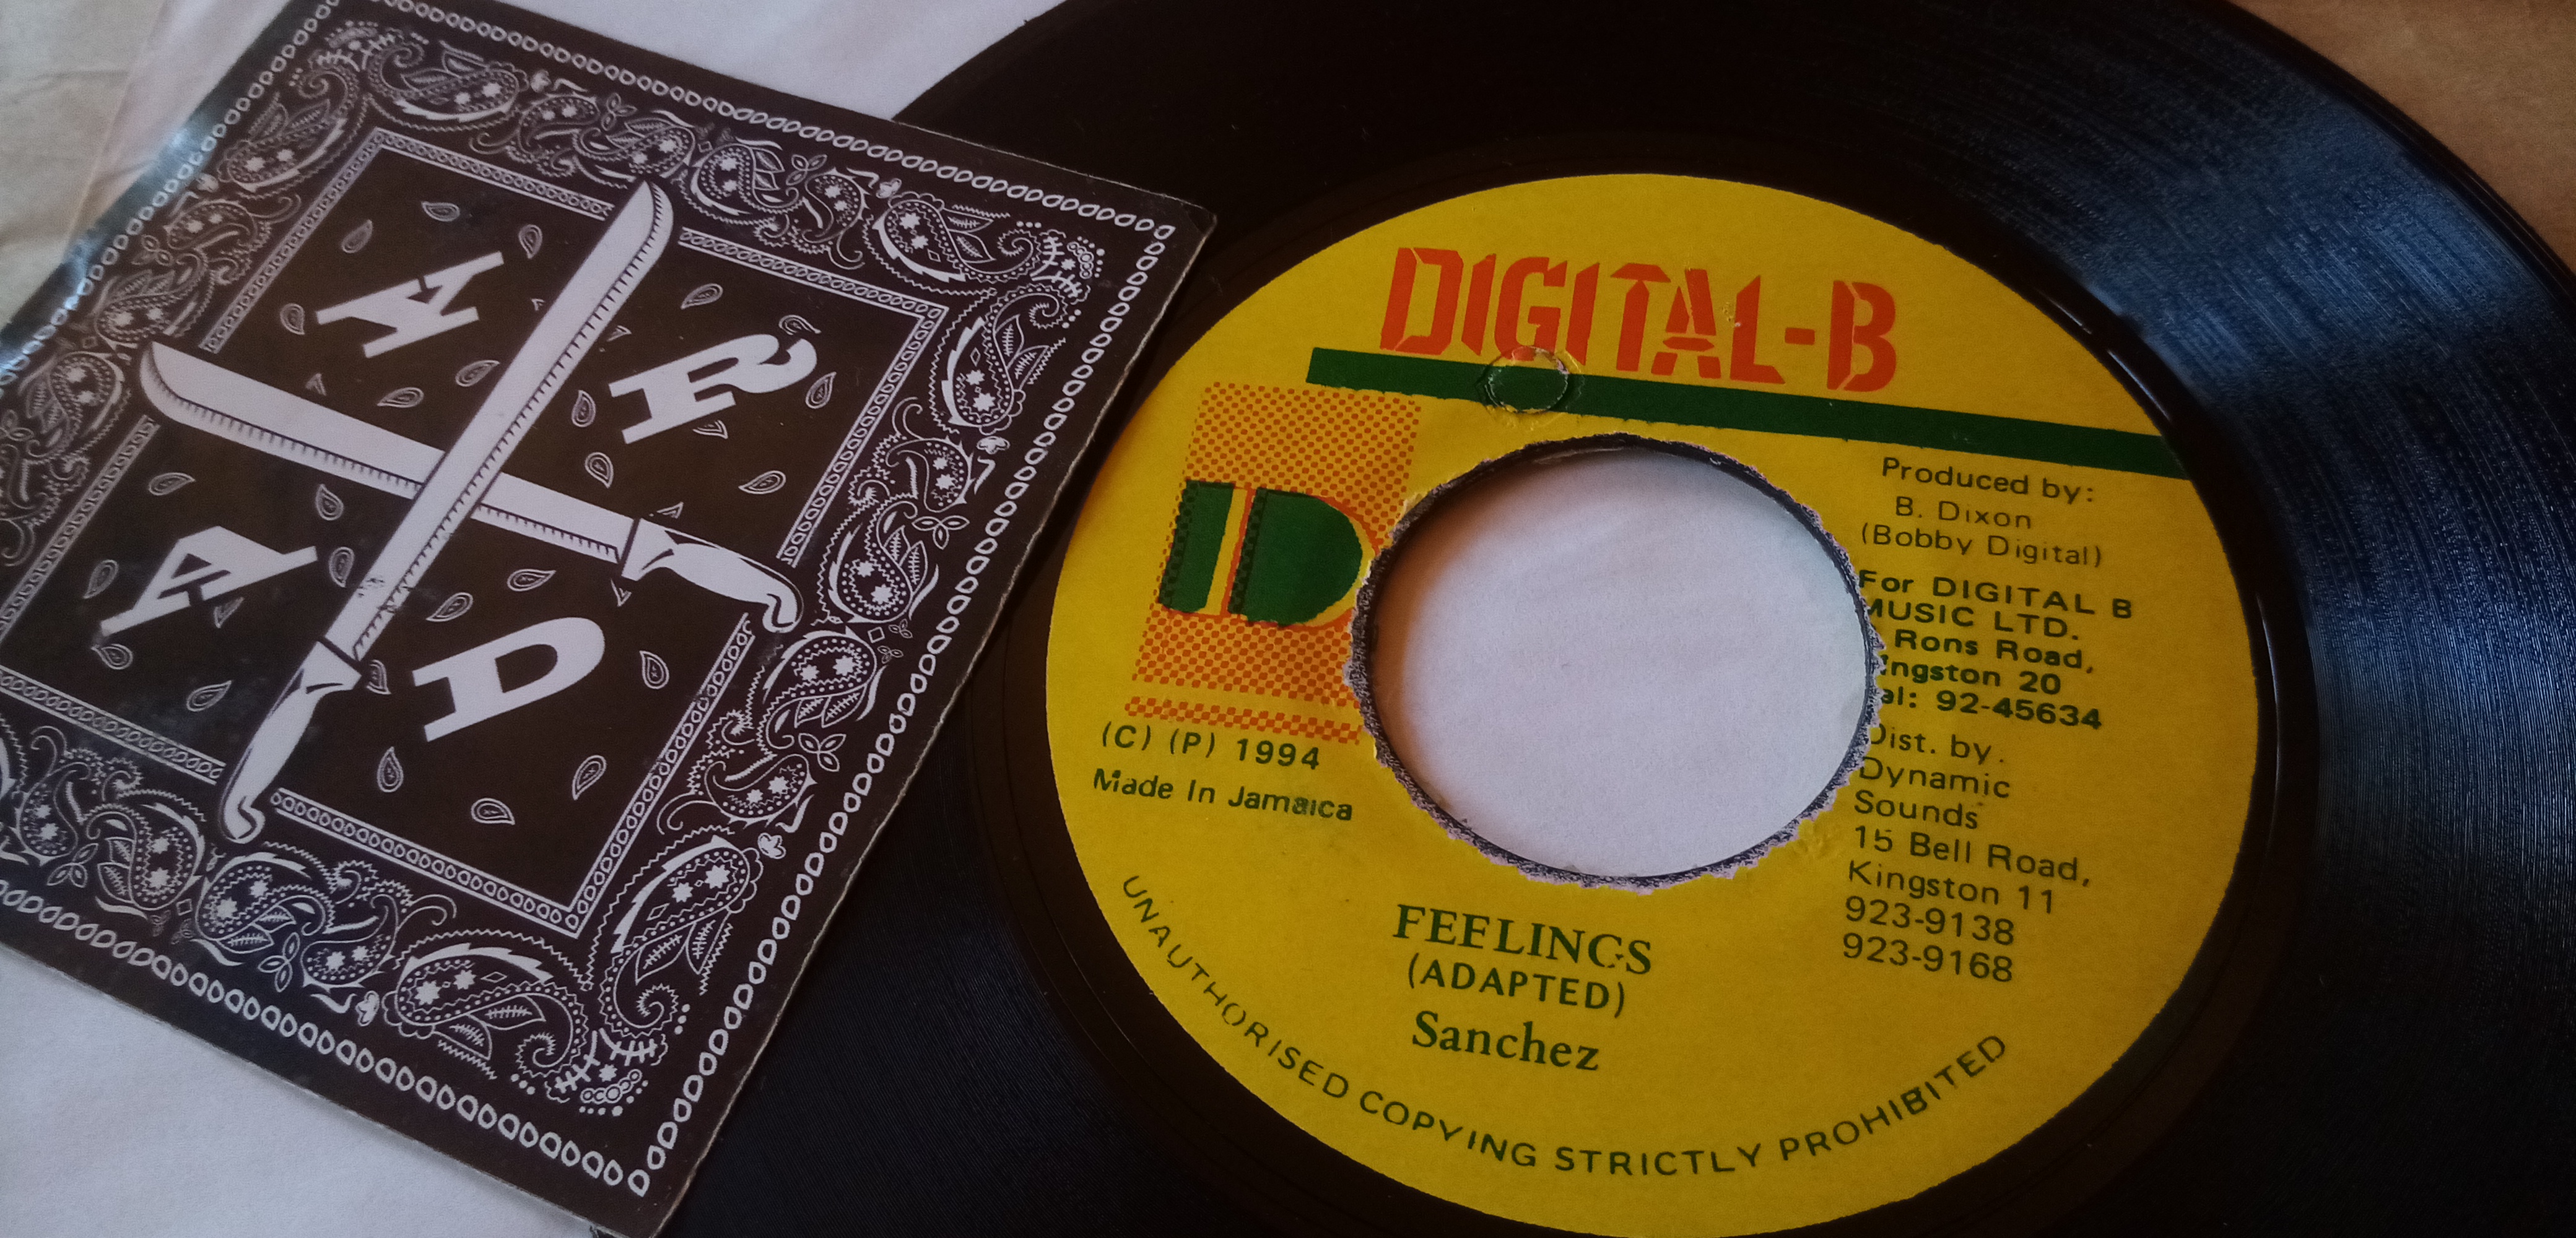 H R
A D
DIGITAL-B
D
Produced by:
B. Dixon
(Bobby Digital)
For DIGITAL B
MUSIC LTD.
Rons Road,
Kingston 20
92-45634
Dist. by.
Dynamic
Sounds
15 Bell Road,
Kingston 11
923-9138
923-9168
(C) (P) 1994
Made In Jamaica
FEELINGS
(ADAPTED)
Sanchez
UNAUTHORISED COPYING STRICTLY PROHIBITED